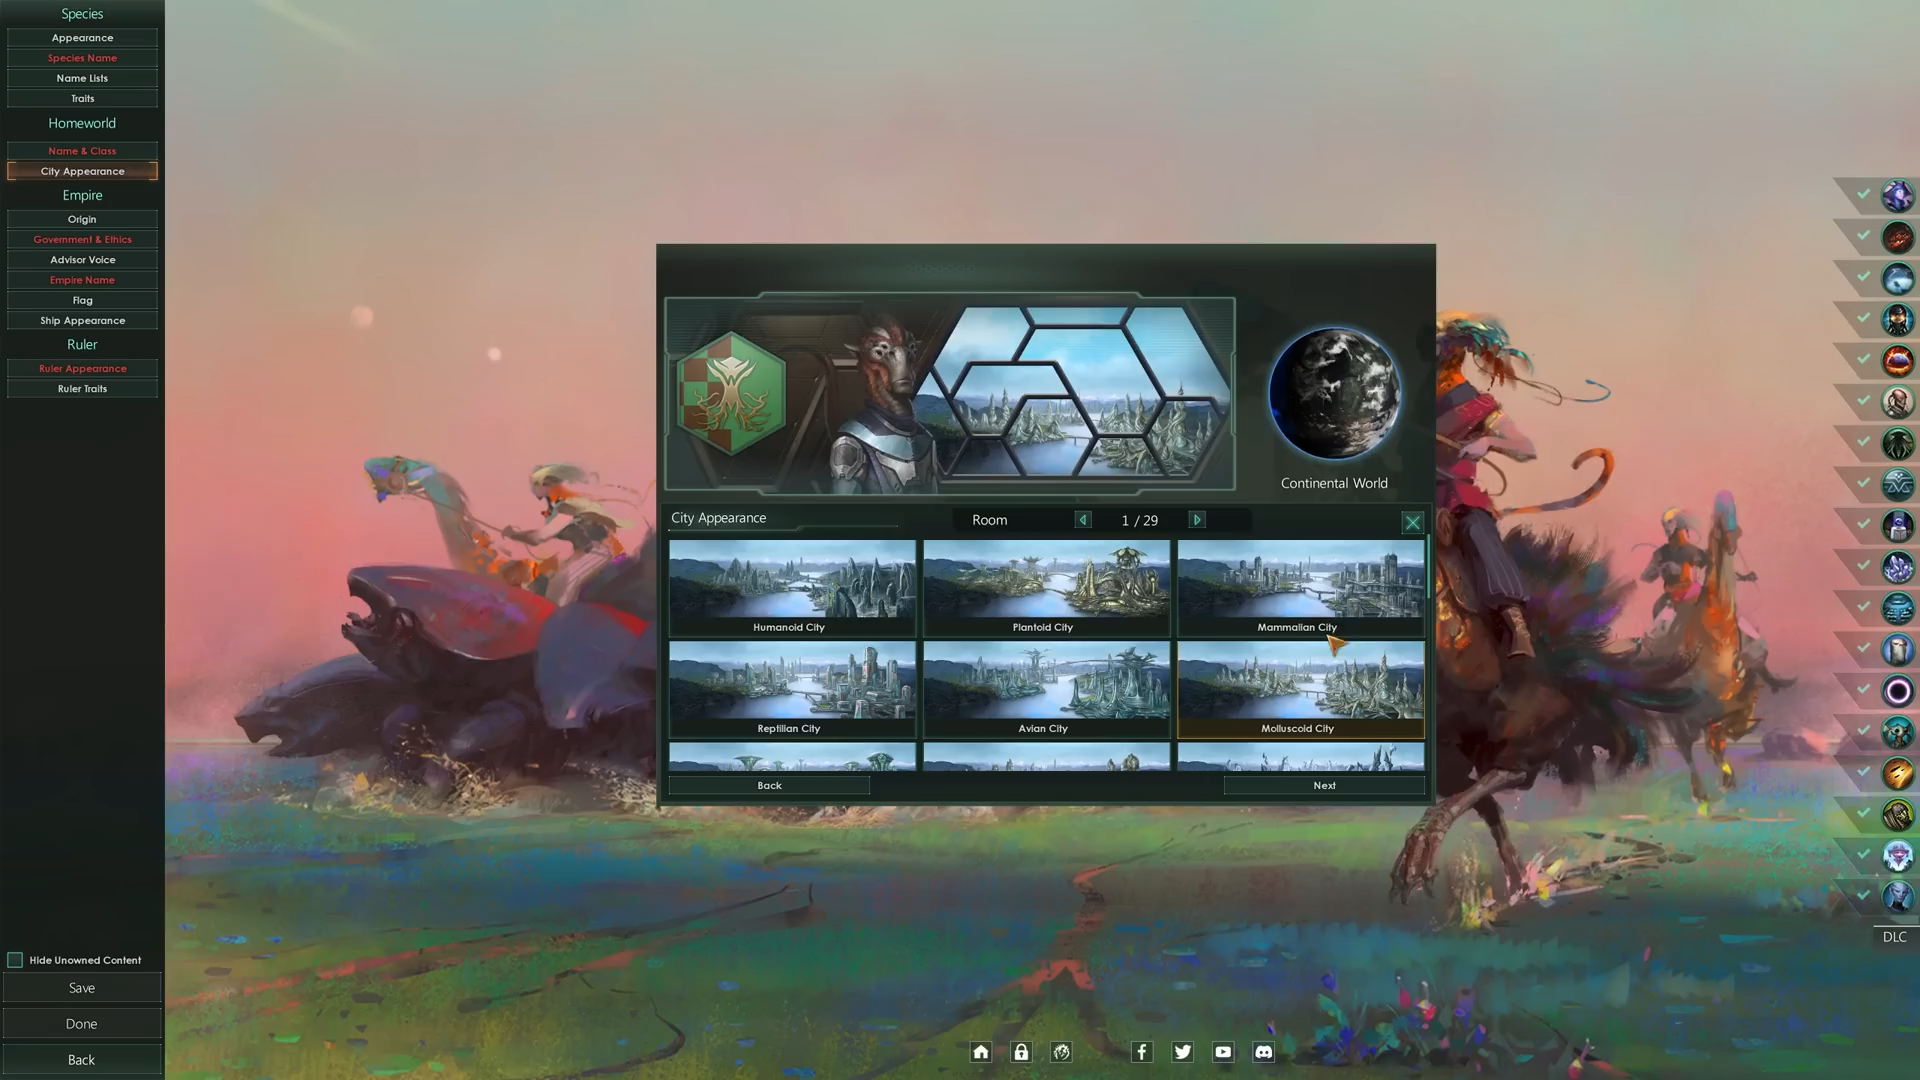 Species
Appearance
Species Name
Name Lists
Traits
Homeworld
Name & Class
City Appearance
Empire
Origin
Government & Ethics
Advisor Voice
Empire Name
Flag
Ship Appearance
Ruler
Ruler Appearance
Ruler Traits
Hide Unowned Content
Save
Done
Back
Continental World
City Appearance
Room
1 / 29
Humanoid City
Plantoid City
Mammalian City
Reptilian City
Avian City
Molluscoid City
Back
Next
DLC